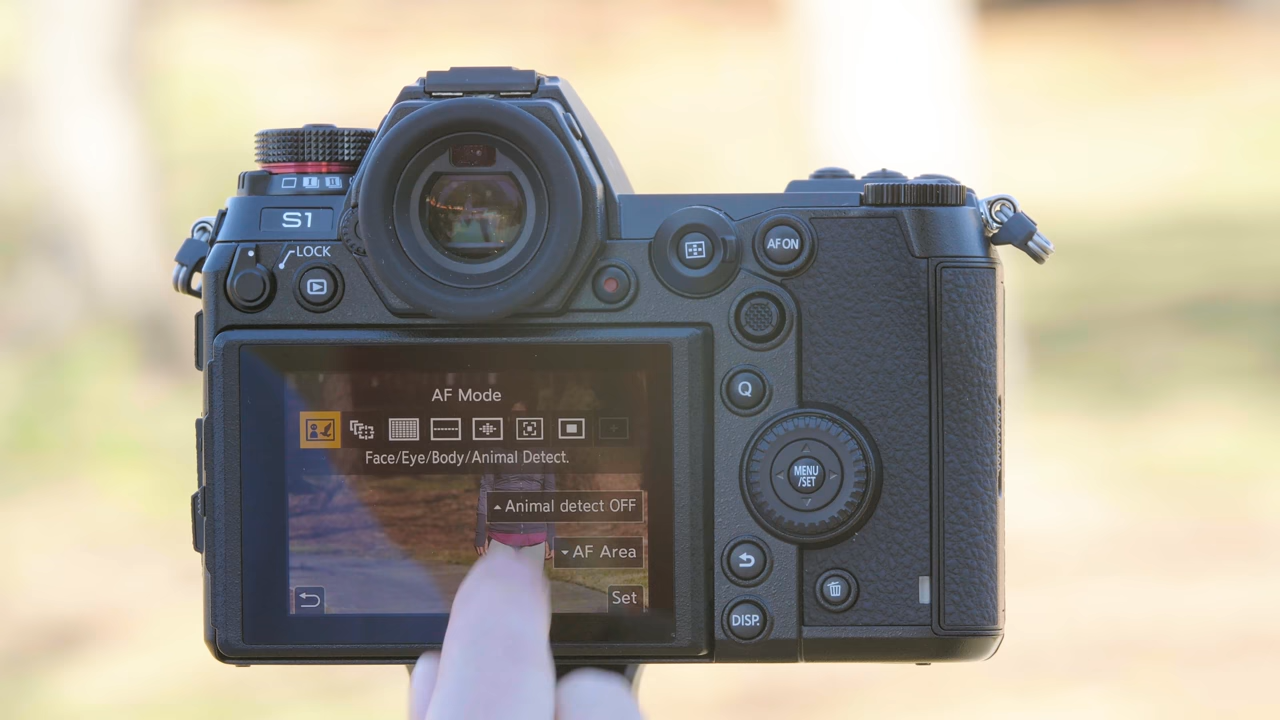 S1
LOCK
AF ON
Q
MENU
/SET
DISP.
AF Mode
Face/Eye/Body/Animal Detect.
Animal detect OFF
AF Area
Set